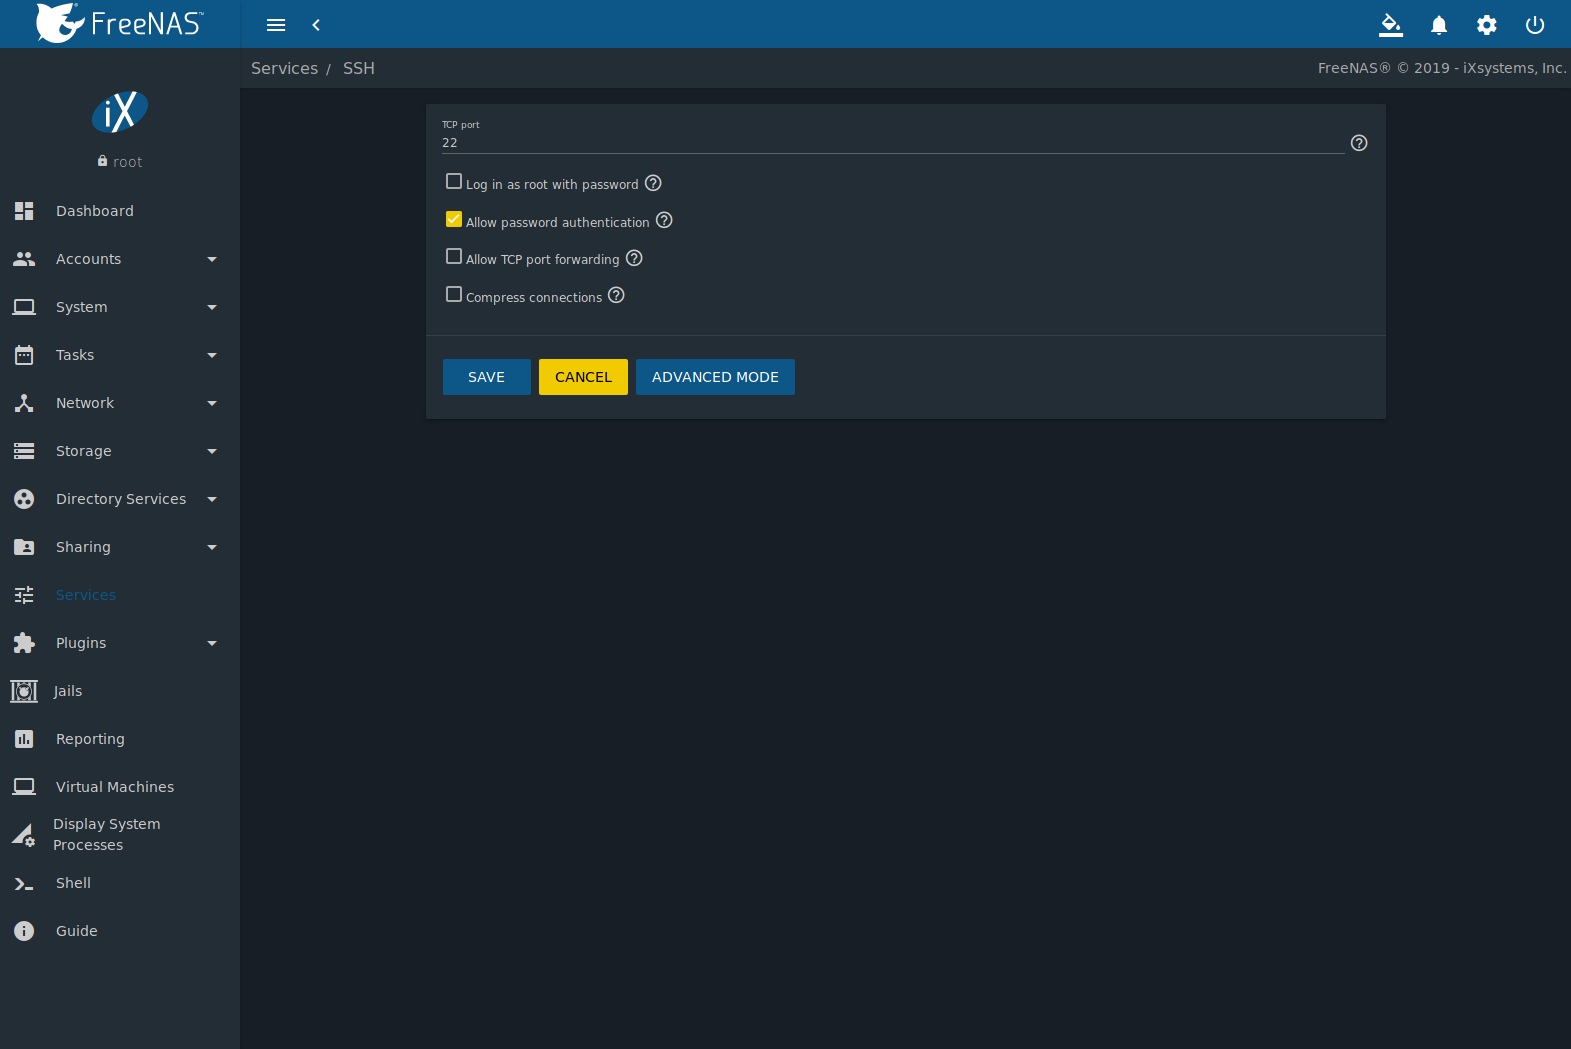 FreeNAS™
Services / SSH
FreeNAS® © 2019 - iXsystems, Inc.
iX
root
Dashboard
Accounts
System
Tasks
Network
Storage
Directory Services
Sharing
Services
Plugins
Jails
Reporting
Virtual Machines
Display System
Processes
Shell
Guide
TCP port
22
Log in as root with password
Allow password authentication
Allow TCP port forwarding
Compress connections
SAVE CANCEL ADVANCED MODE